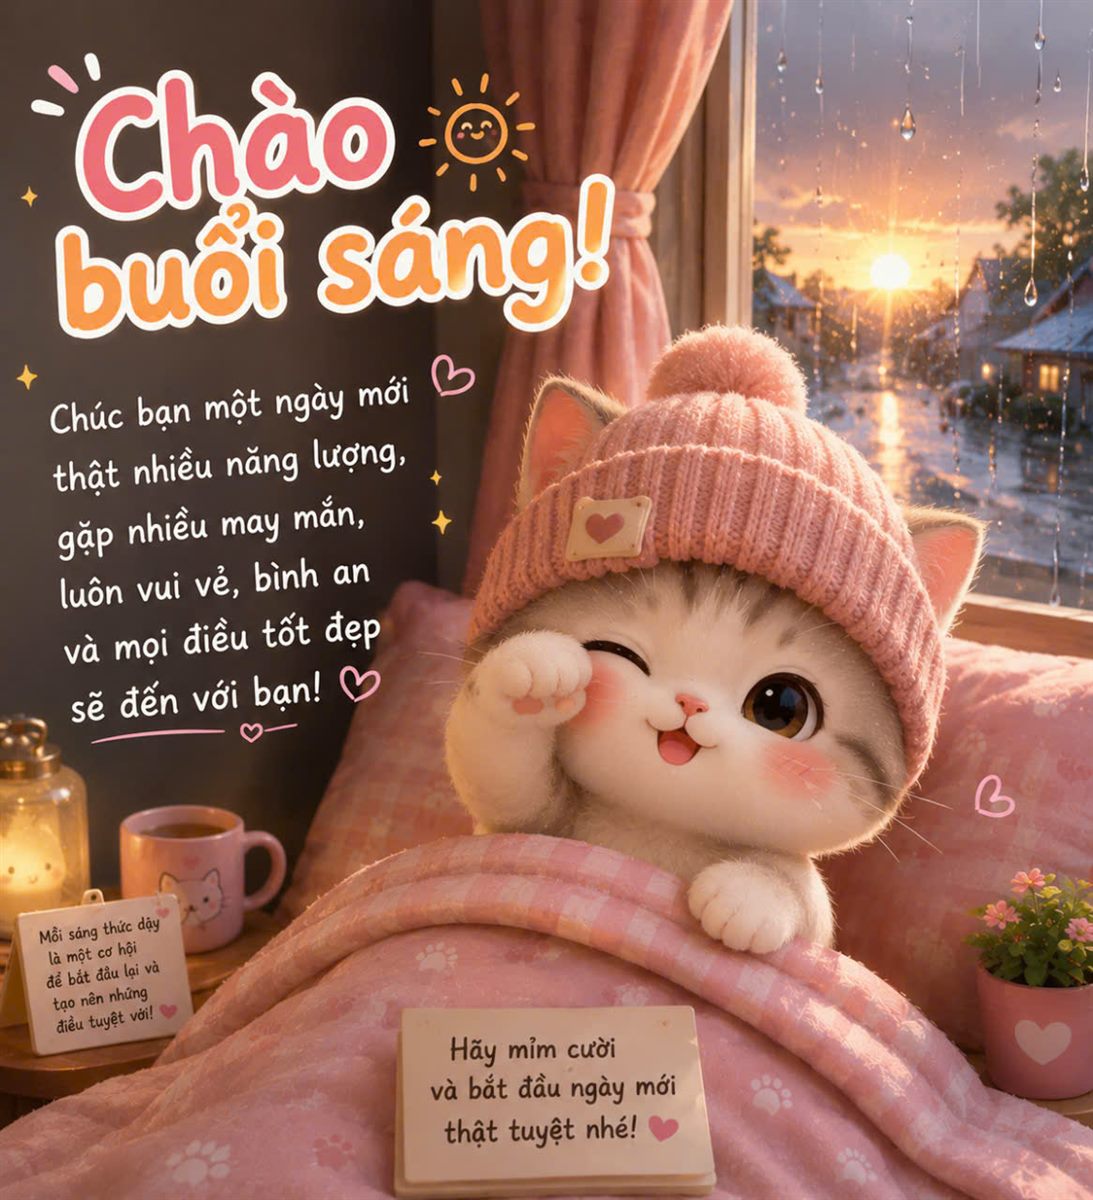 Chào
buổi sáng!
Chúc bạn một ngày mới
thật nhiều năng lượng,
gặp nhiều may mắn,
luôn vui vẻ, bình an
và mọi điều tốt đẹp
sẽ đến với bạn!
Mỗi sáng thức dậy
là một cơ hội
để bắt đầu lại và
tạo nên những
điều tuyệt vời!
Hãy mỉm cười
và bắt đầu ngày mới
thật tuyệt nhé!